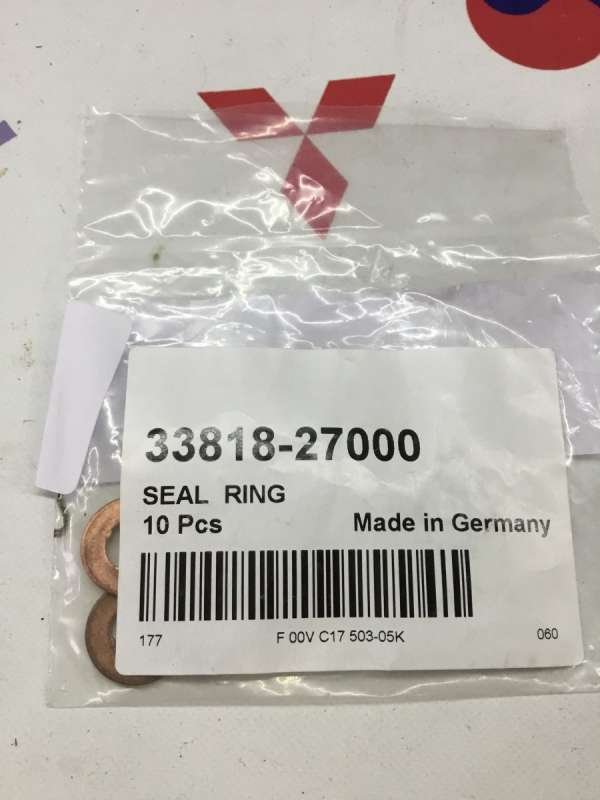 33818-27000
SEAL RING
10 Pcs Made in Germany
177 F 00V C17 503-05K 060